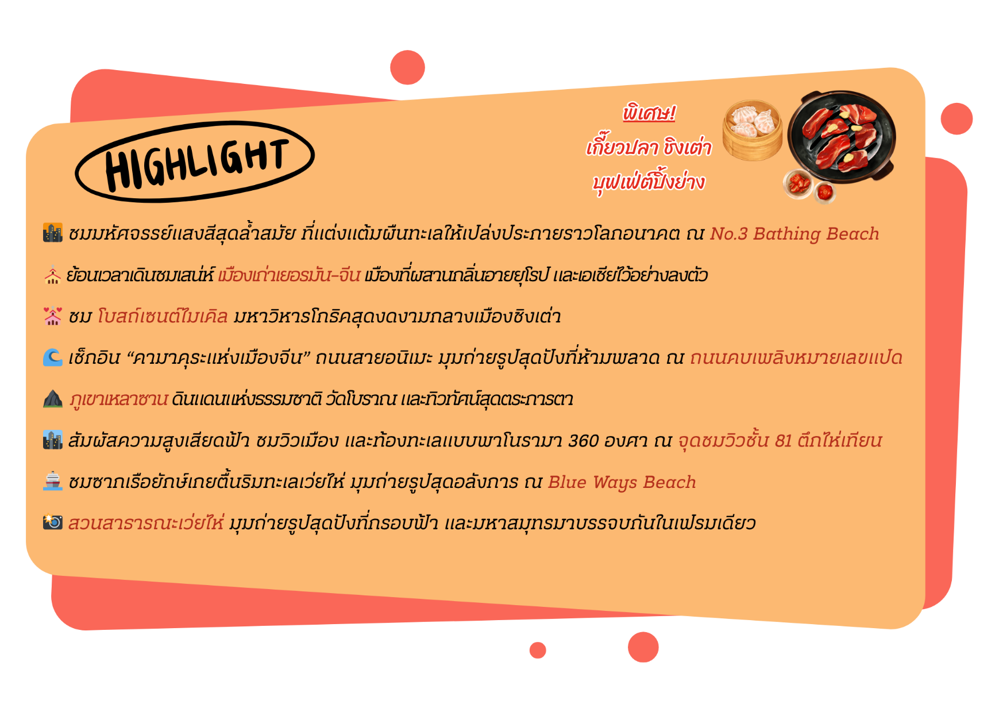 HIGHLIGHT
พิเศษ!
เกี๊ยวปลา ชิงเต่า
บุฟเฟ่ต์ปิ้งย่าง
ชมมหัศจรรย์แสงสีสุดล้ำสมัย ที่แต่งแต้มผืนทะเลให้เปล่งประกายราวโลกอนาคต ณ No.3 Bathing Beach
ย้อนเวลาเดินชมเสน่ห์ เมืองเก่าเยอรมัน-จีน เมืองที่ผสานกลิ่นอายยุโรป และเอเชียไว้อย่างลงตัว
ชม โบสถ์เซนต์ไมเคิล มหาวิหารโกธิคสุดงดงามกลางเมืองชิงเต่า
เช็กอิน “คามาคุระแห่งเมืองจีน” ถนนสายอนิเมะ มุมถ่ายรูปสุดปังที่ห้ามพลาด ณ ถนนคบเพลิงหมายเลขแปด
ภูเขาเหลาซาน ดินแดนแห่งธรรมชาติ วัดโบราณ และทิวทัศน์สุดตระการตา
สัมผัสความสูงเสียดฟ้า ชมวิวเมือง และท้องทะเลแบบพาโนรามา 360 องศา ณ จุดชมวิวชั้น 81 ตึกไห่เทียน
ชมซากเรือยักษ์เกยตื้นริมทะเลเว่ยไห่ มุมถ่ายรูปสุดอลังการ ณ Blue Ways Beach
สวนสาธารณะเว่ยไห่ มุมถ่ายรูปสุดปังที่กรอบฟ้า และมหาสมุทรมาบรรจบกันในเฟรมเดียว